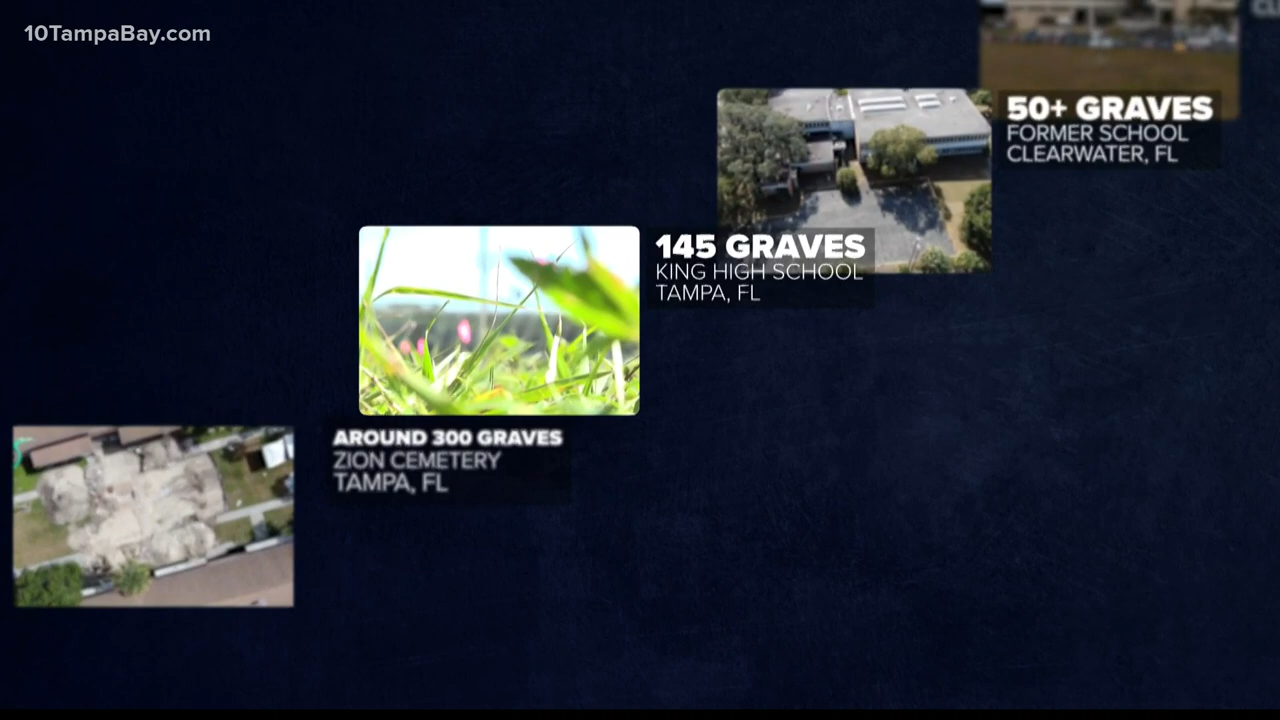 10TampaBay.com
50+ GRAVES
FORMER SCHOOL
CLEARWATER, FL
145 GRAVES
KING HIGH SCHOOL
TAMPA, FL
AROUND 300 GRAVES
ZION CEMETERY
TAMPA, FL